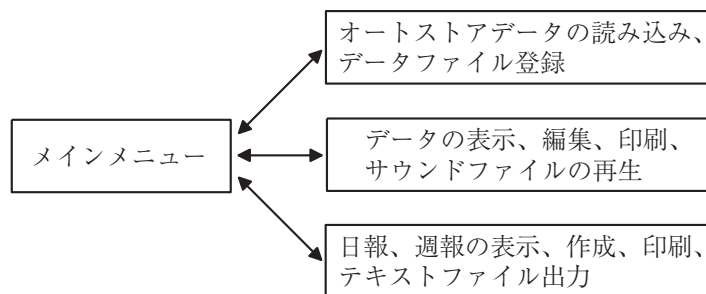 オートストアデータの読み込み、
データファイル登録
メインメニュー
データの表示、編集、印刷、
サウンドファイルの再生
日報、週報の表示、作成、印刷、
テキストファイル出力